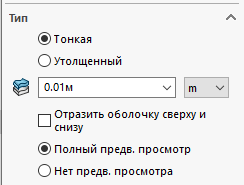 Тип
Тонкая
Утолщенный
0.01м
m
Отразить оболочку сверху и
снизу
Полный предв. просмотр
Нет предв. просмотра